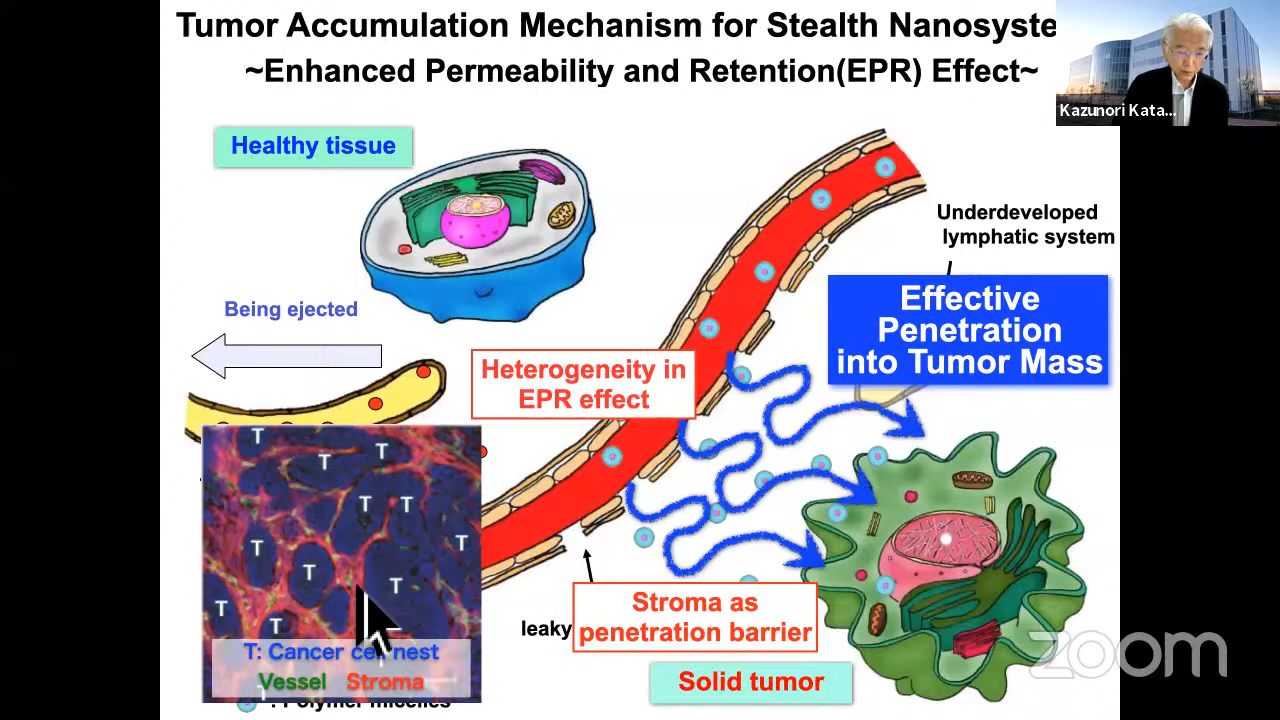 Tumor Accumulation Mechanism for Stealth Nanosyste
~Enhanced Permeability and Retention(EPR) Effect~
Kazunori Kata...
Healthy tissue
Underdeveloped
lymphatic system
Being ejected
Effective
Penetration
into Tumor Mass
Heterogeneity in
EPR effect
T
T
T
T
T
T
T
T
T
T
T
T: Cancer cell nest
Vessel Stroma
: Polymer micelles
leaky
Stroma as
penetration barrier
Solid tumor
zoom